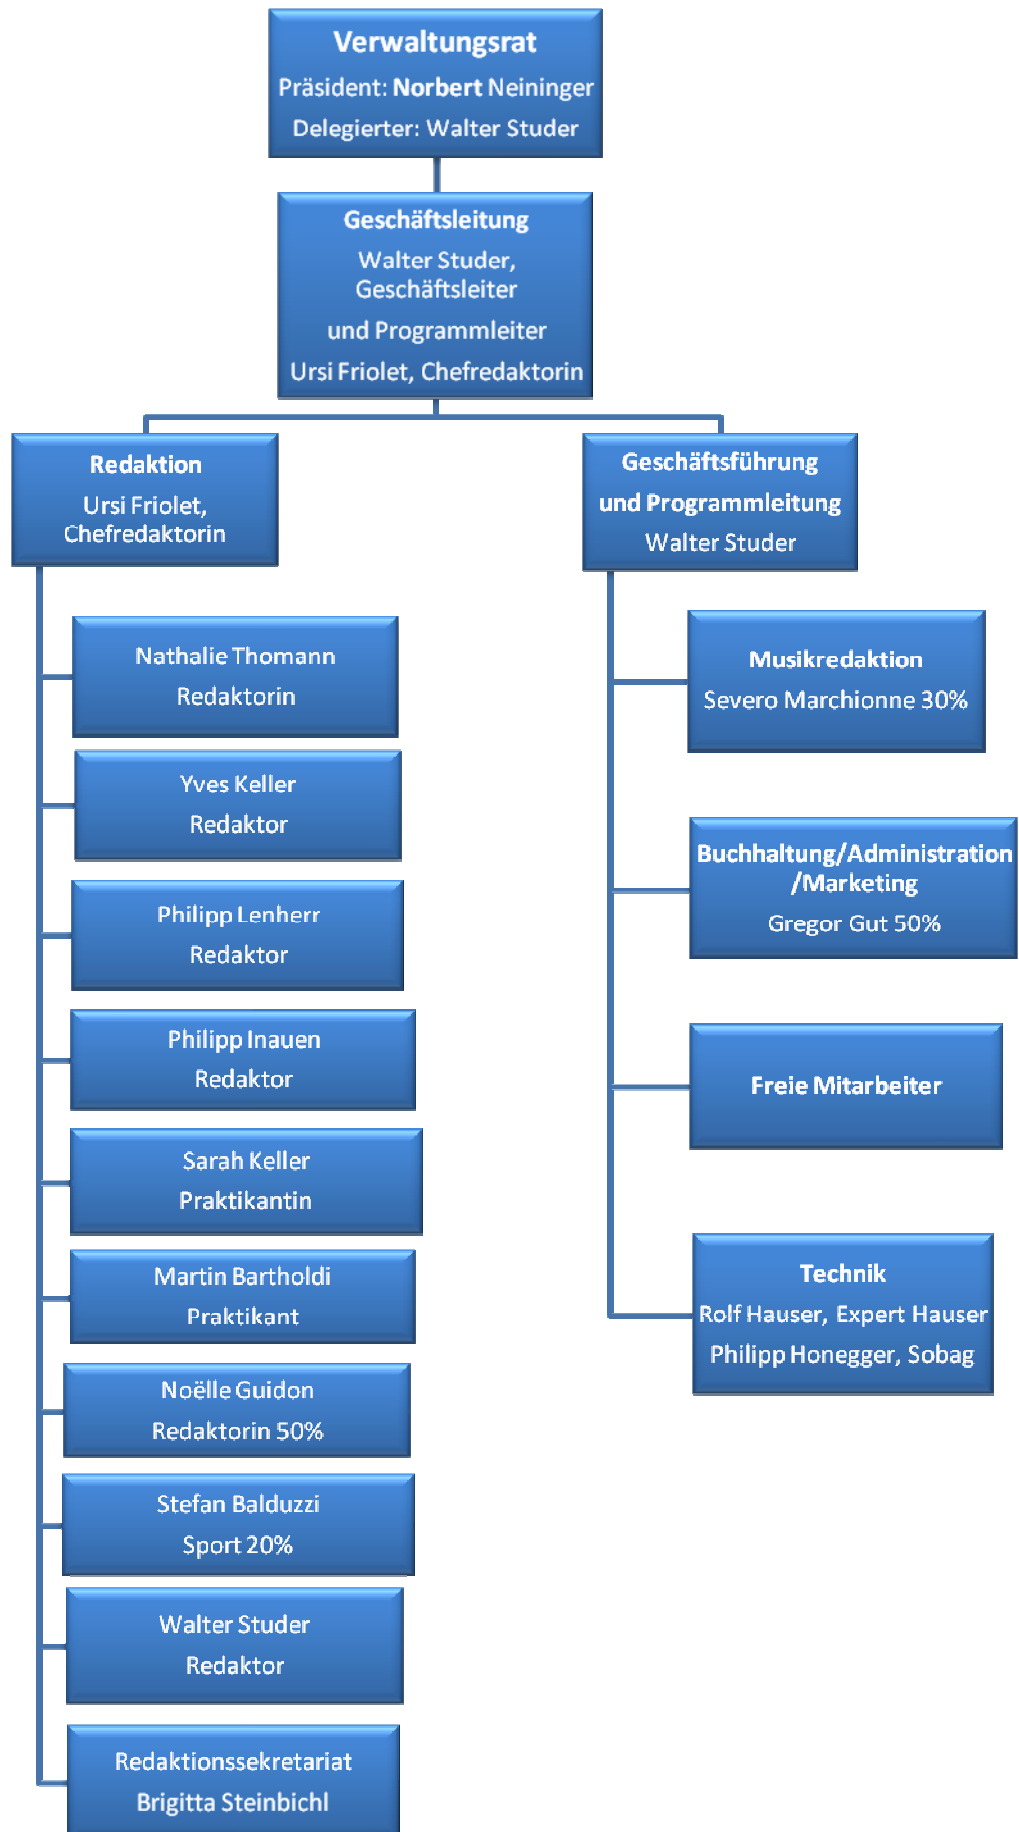 Verwaltungsrat
Präsident: Norbert Neininger
Delegierter: Walter Studer
Geschäftsleitung
Walter Studer,
Geschäftsleiter
und Programmleiter
Ursi Friolet, Chefredaktorin
Redaktion
Ursi Friolet,
Chefredaktorin
Nathalie Thomann
Redaktorin
Yves Keller
Redaktor
Philipp Lenherr
Redaktor
Philipp Inauen
Redaktor
Sarah Keller
Praktikantin
Martin Bartholdi
Praktikant
Noëlle Guidon
Redaktorin 50%
Stefan Balduzzi
Sport 20%
Walter Studer
Redaktor
Redaktionssekretariat
Brigitta Steinbichl
Geschäftsführung
und Programmleitung
Walter Studer
Musikredaktion
Severo Marchionne 30%
Buchhaltung/Administration
/Marketing
Gregor Gut 50%
Freie Mitarbeiter
Technik
Rolf Hauser, Expert Hauser
Philipp Honegger, Sobag